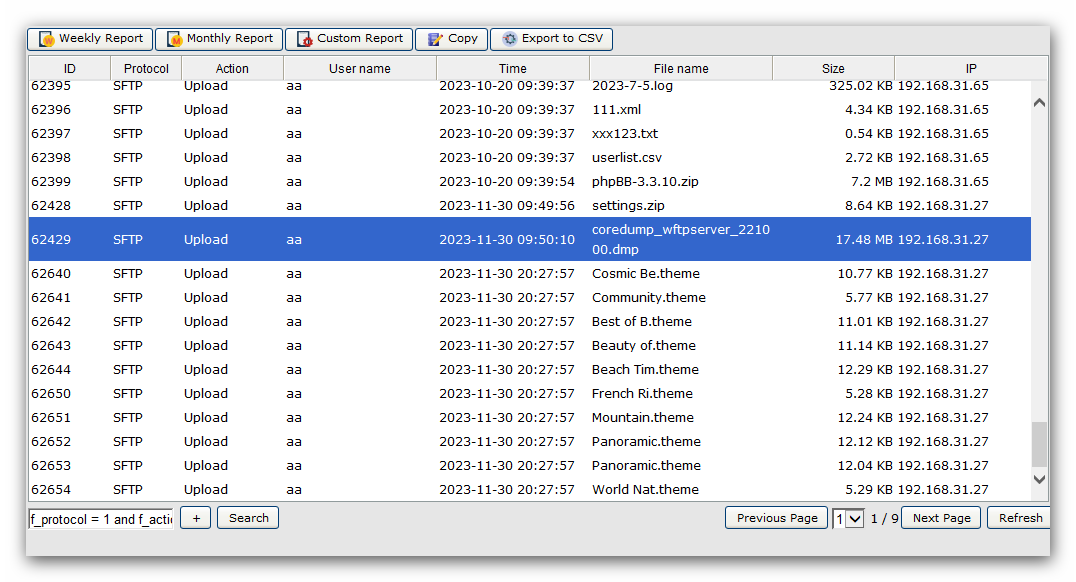 Weekly Report Monthly Report Custom Report Copy Export to CSV
ID Protocol Action User name Time File name Size IP
62395 SFTP Upload aa 2023-10-20 09:39:37 2023-7-5.log 325.02 KB 192.168.31.65
62396 SFTP Upload aa 2023-10-20 09:39:37 111.xml 4.34 KB 192.168.31.65
62397 SFTP Upload aa 2023-10-20 09:39:37 xxx123.txt 0.54 KB 192.168.31.65
62398 SFTP Upload aa 2023-10-20 09:39:37 userlist.csv 2.72 KB 192.168.31.65
62399 SFTP Upload aa 2023-10-20 09:39:54 phpBB-3.3.10.zip 7.2 MB 192.168.31.65
62428 SFTP Upload aa 2023-11-30 09:49:56 settings.zip 8.64 KB 192.168.31.27
62429 SFTP Upload aa 2023-11-30 09:50:10 coredump_wftpserver_2210 17.48 MB 192.168.31.27
00.dmp
62640 SFTP Upload aa 2023-11-30 20:27:57 Cosmic Be.theme 10.77 KB 192.168.31.27
62641 SFTP Upload aa 2023-11-30 20:27:57 Community.theme 5.77 KB 192.168.31.27
62642 SFTP Upload aa 2023-11-30 20:27:57 Best of B.theme 11.01 KB 192.168.31.27
62643 SFTP Upload aa 2023-11-30 20:27:57 Beauty of.theme 11.14 KB 192.168.31.27
62644 SFTP Upload aa 2023-11-30 20:27:57 Beach Tim.theme 12.29 KB 192.168.31.27
62650 SFTP Upload aa 2023-11-30 20:27:57 French Ri.theme 5.28 KB 192.168.31.27
62651 SFTP Upload aa 2023-11-30 20:27:57 Mountain.theme 12.24 KB 192.168.31.27
62652 SFTP Upload aa 2023-11-30 20:27:57 Panoramic.theme 12.12 KB 192.168.31.27
62653 SFTP Upload aa 2023-11-30 20:27:57 Panoramic.theme 12.04 KB 192.168.31.27
62654 SFTP Upload aa 2023-11-30 20:27:57 World Nat.theme 5.29 KB 192.168.31.27
f_protocol = 1 and f_acti + Search Previous Page 1 1 / 9 Next Page Refresh